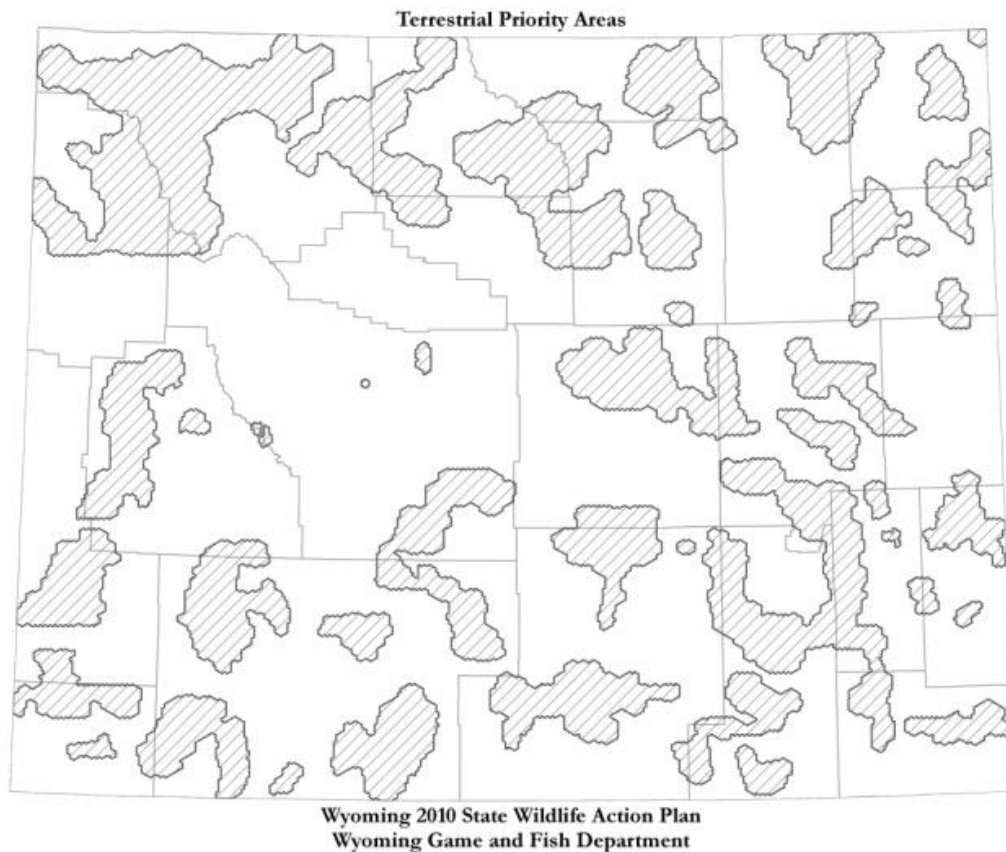 Terrestrial Priority Areas
Wyoming 2010 State Wildlife Action Plan
Wyoming Game and Fish Department